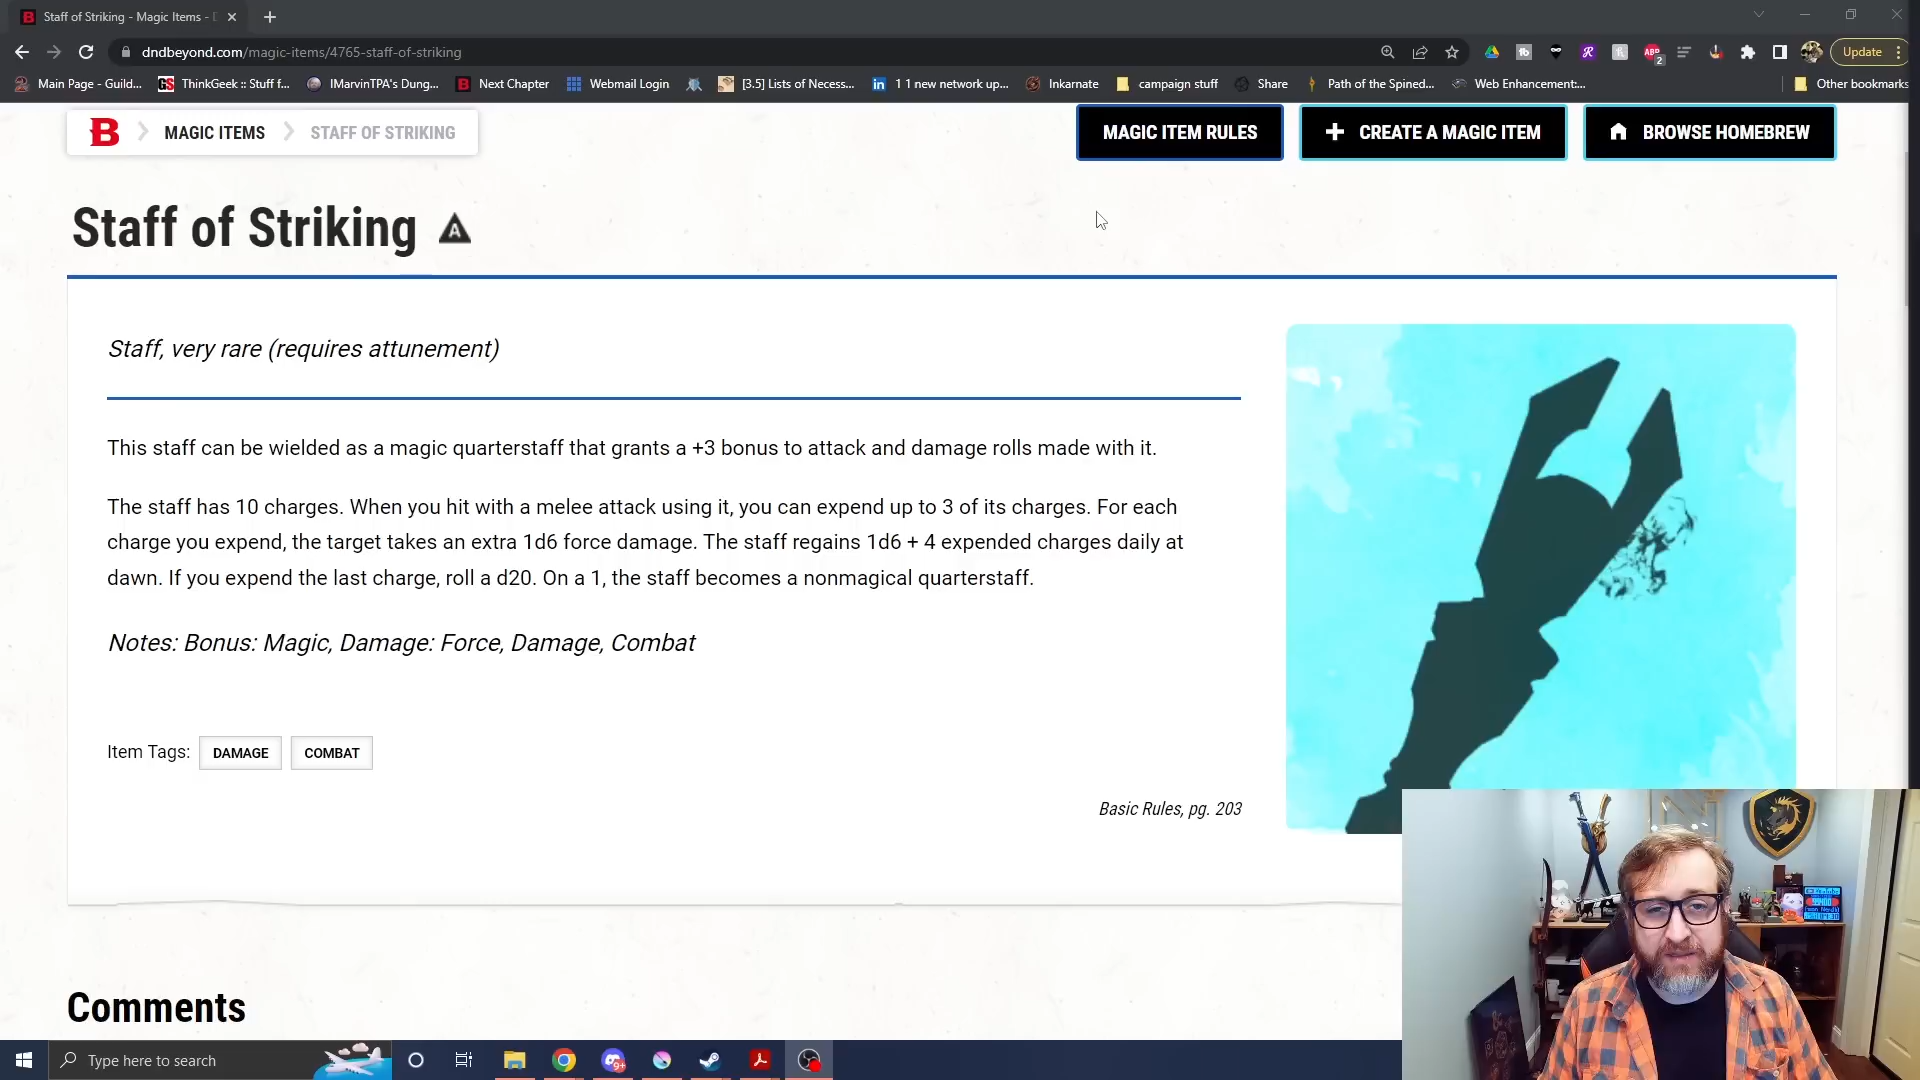 Staff of Striking - Magic Items - D
dndbeyond.com/magic-items/4765-staff-of-striking
ABP
2
Update
Main Page - Guild...
GS
ThinkGeek :: Stuff f...
IMarvinTPA's Dung...
Next Chapter
Webmail Login
[3.5] Lists of Necess...
in
1 1 new network up...
Inkarnate
campaign stuff
Share
Path of the Spined...
Web Enhancement:...
Other bookmarks
B
MAGIC ITEMS
STAFF OF STRIKING
MAGIC ITEM RULES
CREATE A MAGIC ITEM
BROWSE HOMEBREW
Staff of Striking
A
Staff, very rare (requires attunement)
This staff can be wielded as a magic quarterstaff that grants a +3 bonus to attack and damage rolls made with it.
The staff has 10 charges. When you hit with a melee attack using it, you can expend up to 3 of its charges. For each
charge you expend, the target takes an extra 1d6 force damage. The staff regains 1d6 + 4 expended charges daily at
dawn. If you expend the last charge, roll a d20. On a 1, the staff becomes a nonmagical quarterstaff.
Notes: Bonus: Magic, Damage: Force, Damage, Combat
Item Tags:
DAMAGE
COMBAT
Basic Rules, pg. 203
Comments
Type here to search
9+